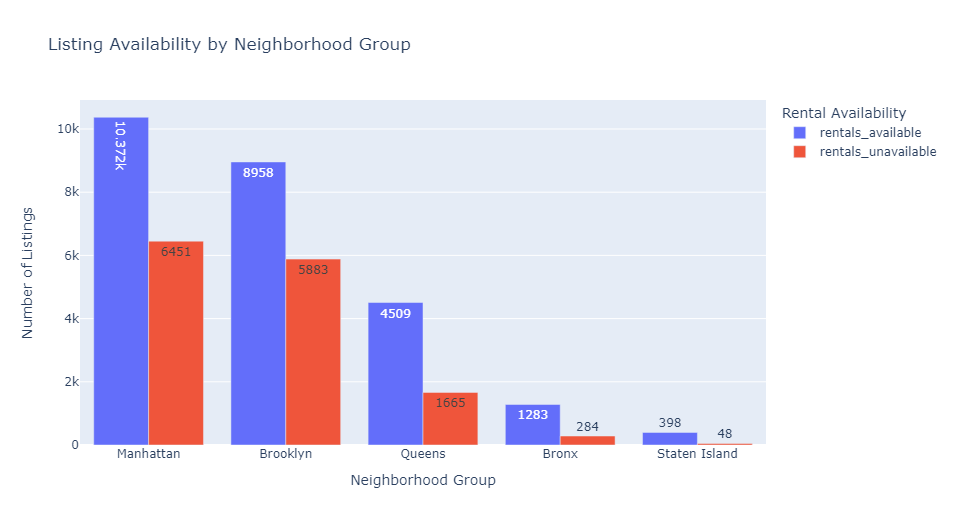 Listing Availability by Neighborhood Group
Rental Availability
rentals_available
rentals_unavailable
Number of Listings
10k
8k
6k
4k
2k
0
10.372k
6451
8958
5883
4509
1665
1283
284
398
48
Manhattan
Brooklyn
Queens
Bronx
Staten Island
Neighborhood Group